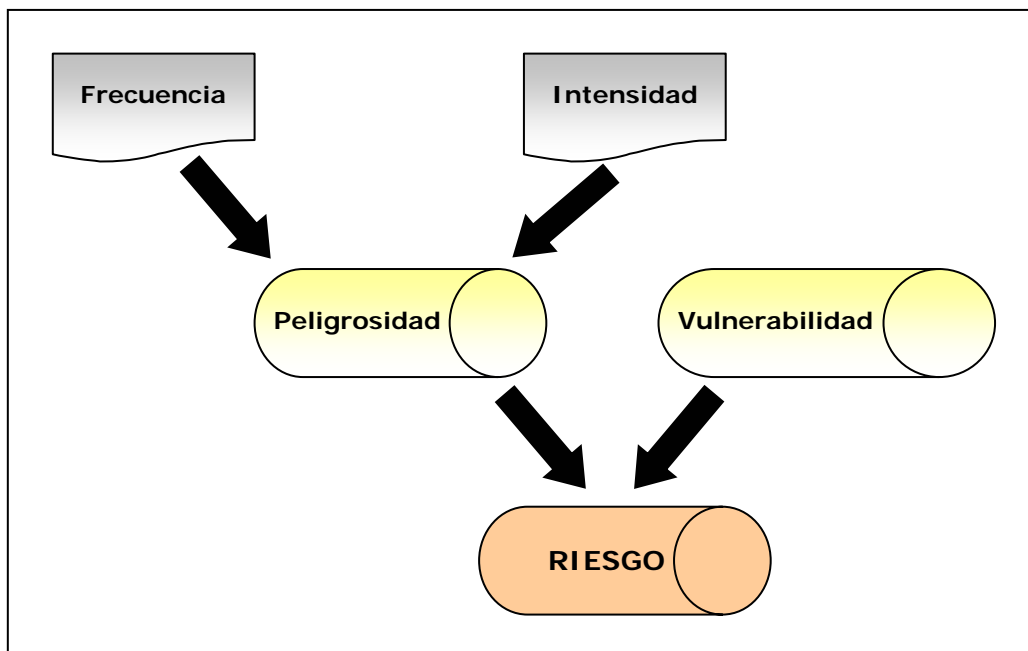 Frecuencia
Intensidad
Peligrosidad
Vulnerabilidad
RIESGO